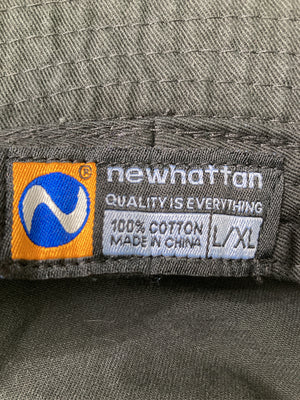 ®
newhattan
QUALITY IS EVERYTHING
100% COTTON
MADE IN CHINA
L/XL